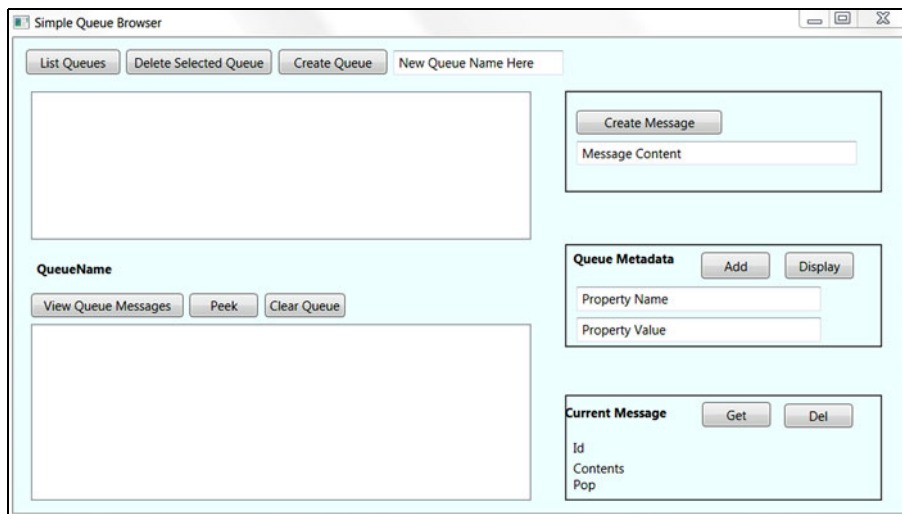 Simple Queue Browser
List Queues Delete Selected Queue Create Queue New Queue Name Here
Create Message
Message Content
QueueName
Queue Metadata Add Display
Property Name
Property Value
View Queue Messages Peek Clear Queue
Current Message Get Del
Id
Contents
Pop